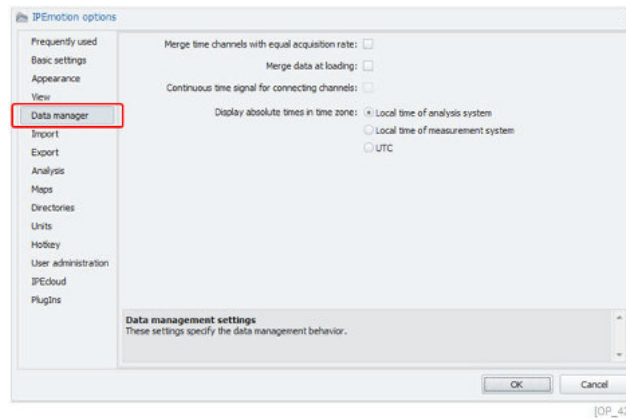 IPEmotion options
Frequently used
Basic settings
Appearance
View
Data manager
Import
Export
Analysis
Maps
Directories
Units
Hotkey
User administration
IPEcloud
PlugIns
Merge time channels with equal acquisition rate:
Merge data at loading:
Continuous time signal for connecting channels:
Display absolute times in time zone: Local time of analysis system
Local time of measurement system
UTC
Data management settings
These settings specify the data management behavior.
OK Cancel